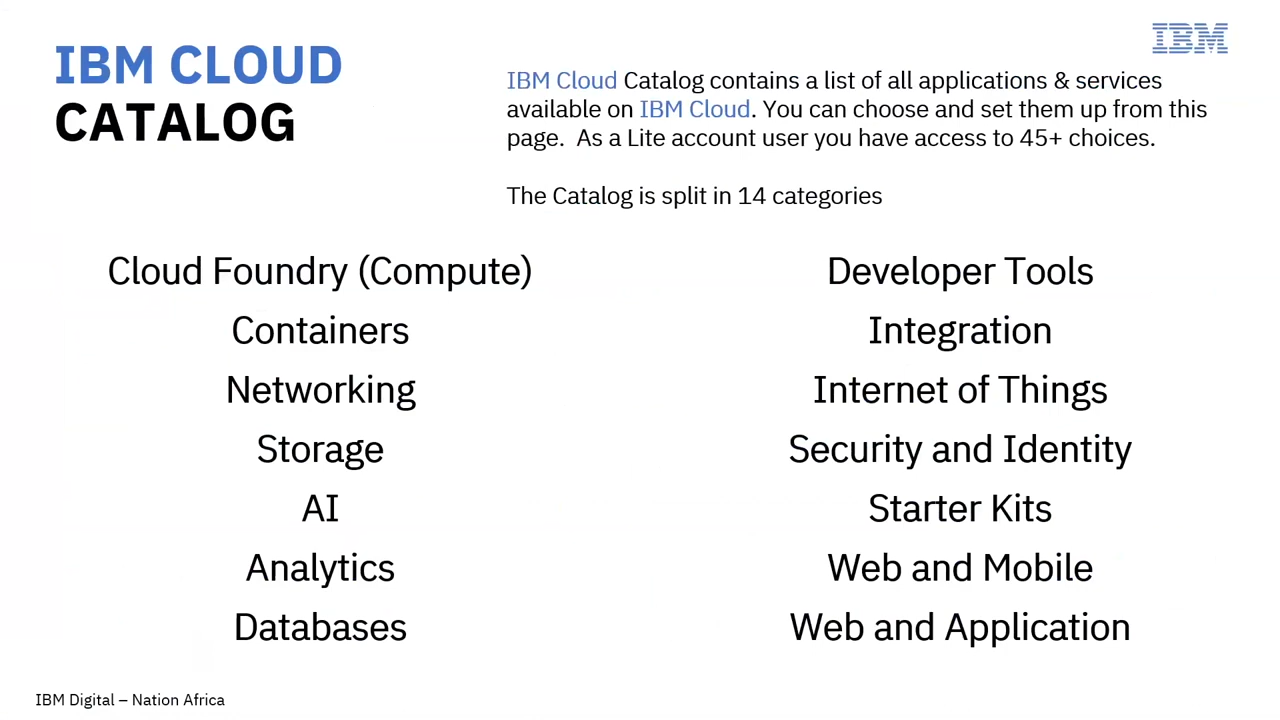 IBM CLOUD
CATALOG
IBM
IBM Cloud Catalog contains a list of all applications & services
available on IBM Cloud. You can choose and set them up from this
page.  As a Lite account user you have access to 45+ choices.
The Catalog is split in 14 categories
Cloud Foundry (Compute)
Containers
Networking
Storage
AI
Analytics
Databases
Developer Tools
Integration
Internet of Things
Security and Identity
Starter Kits
Web and Mobile
Web and Application
IBM Digital – Nation Africa